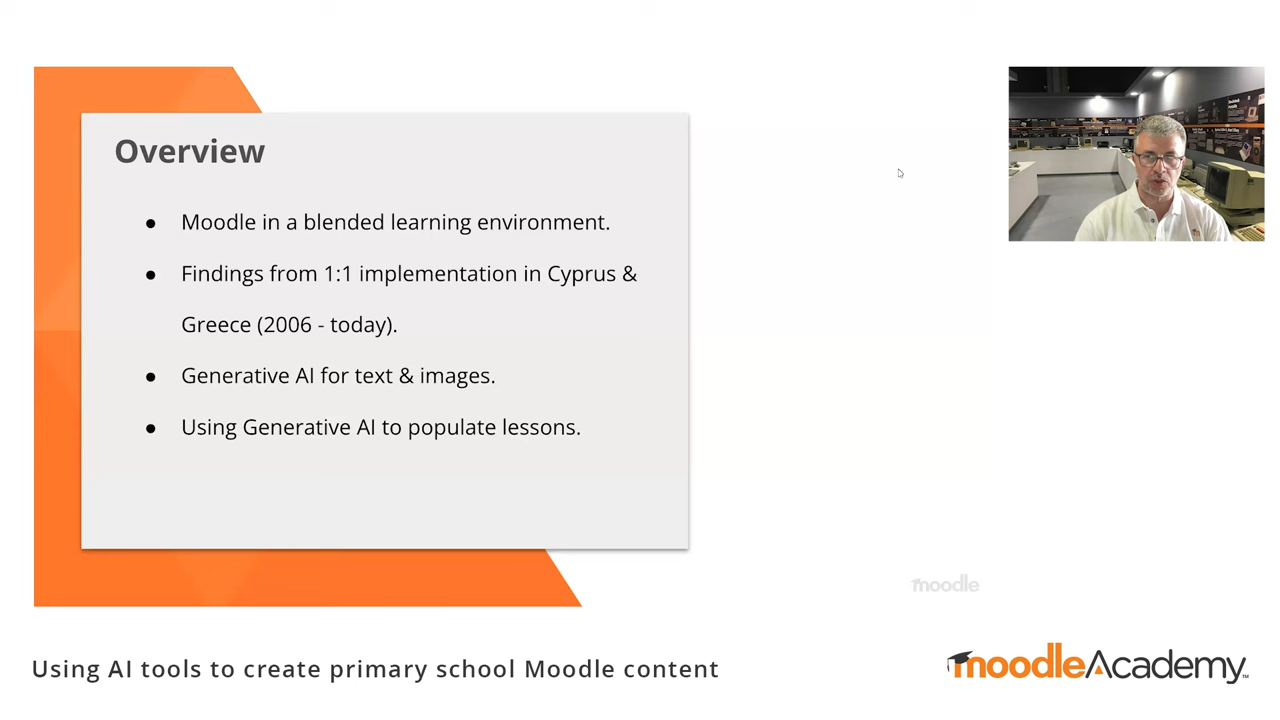 Overview
● Moodle in a blended learning environment.
● Findings from 1:1 implementation in Cyprus &
Greece (2006 - today).
● Generative AI for text & images.
● Using Generative AI to populate lessons.
moodle
Using AI tools to create primary school Moodle content
moodleAcademy™